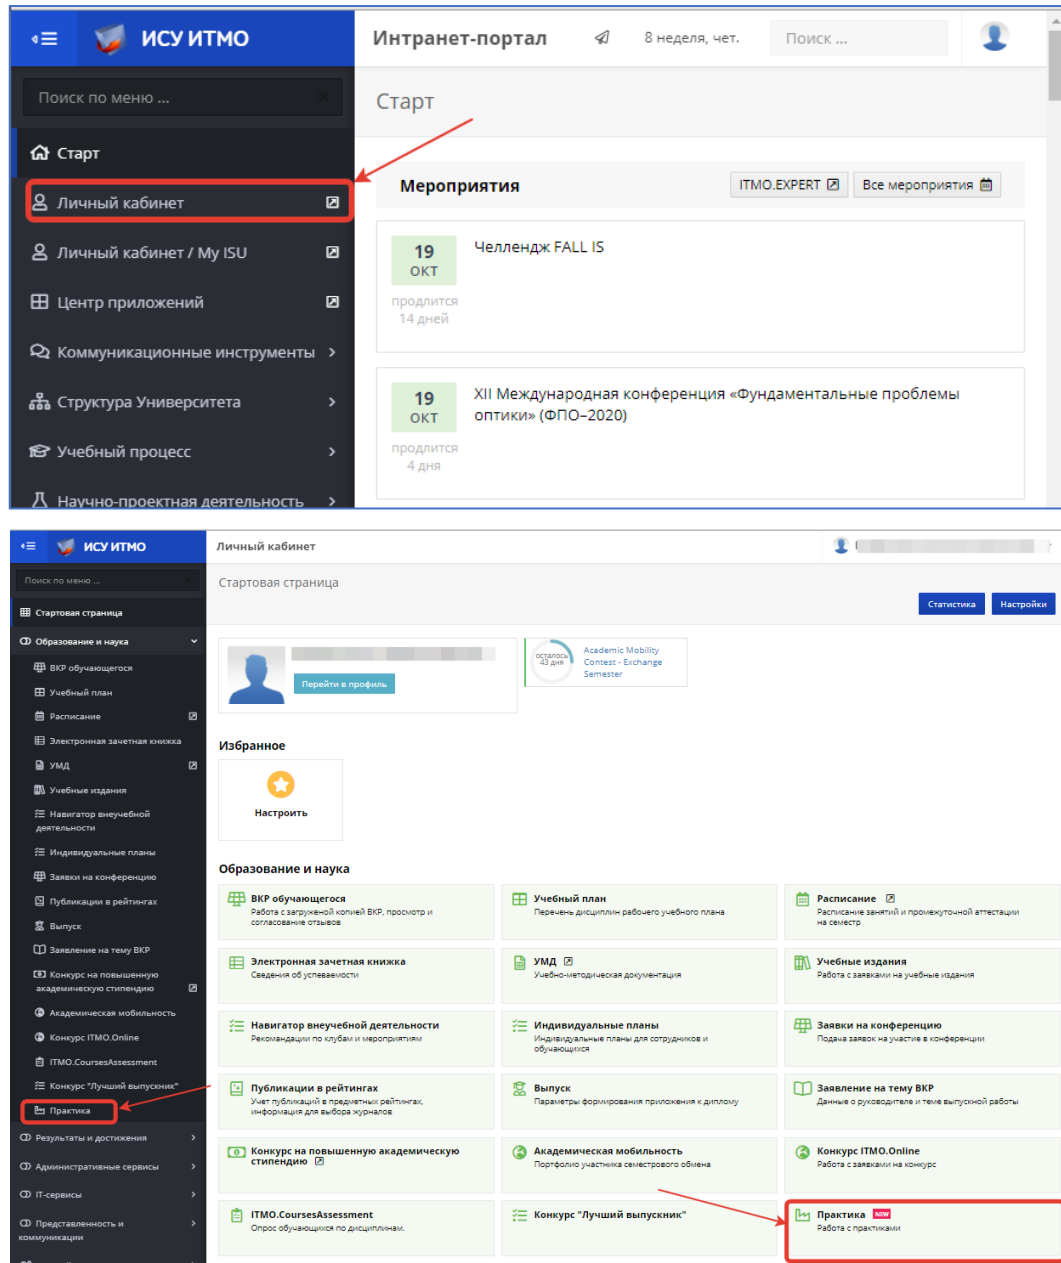 ИСУ ИТМО
Интранет-портал
8 неделя, чет.
Поиск ...
Поиск по меню ...
Старт
Личный кабинет
Личный кабинет / My ISU
Центр приложений
Коммуникационные инструменты
Структура Университета
Учебный процесс
Научно-проектная деятельность
Старт
Мероприятия
ITMO.EXPERT
Все мероприятия
19
ОКТ
продлится
14 дней
Челлендж FALL IS
19
ОКТ
продлится
4 дня
XII Международная конференция «Фундаментальные проблемы
оптики» (ФПО–2020)
ИСУ ИТМО
Личный кабинет
Поиск по меню ...
Стартовая страница
Образование и наука
ВКР обучающегося
Учебный план
Расписание
Электронная зачетная книжка
УМД
Учебные издания
Навигатор внеучебной
деятельности
Индивидуальные планы
Заявки на конференцию
Публикации в рейтингах
Выпуск
Заявление на тему ВКР
Конкурс на повышенную
академическую стипендию
Академическая мобильность
Конкурс ITMO.Online
ITMO.CoursesAssessment
Конкурс "Лучший выпускник"
Практика
Результаты и достижения
Административные сервисы
IT-сервисы
Представленность и
коммуникации
Стартовая страница
Статистика
Настройки
Перейти в профиль
осталось
43 дня
Academic Mobility
Contest - Exchange
Semester
Избранное
Настроить
Образование и наука
ВКР обучающегося
Работа с загруженой копией ВКР, просмотр и
согласование отзывов
Учебный план
Перечень дисциплин рабочего учебного плана
Расписание
Расписание занятий и промежуточной аттестации
на семестр
Электронная зачетная книжка
Сведения об успеваемости
УМД
Учебно-методическая документация
Учебные издания
Работа с заявками на учебные издания
Навигатор внеучебной деятельности
Рекомендации по клубам и мероприятиям
Индивидуальные планы
Индивидуальные планы для сотрудников и
обучающихся
Заявки на конференцию
Подача заявок на участие в конференции
Публикации в рейтингах
Учет публикаций в предметных рейтингах,
информация для выбора журналов
Выпуск
Параметры формирования приложения к диплому
Заявление на тему ВКР
Данные о руководителе и теме выпускной работы
Конкурс на повышенную академическую
стипендию
Академическая мобильность
Портфолио участника семестрового обмена
Конкурс ITMO.Online
Работа с заявками на конкурс
ITMO.CoursesAssessment
Опрос обучающихся по дисциплинам.
Конкурс "Лучший выпускник"
Практика NEW
Работа с практиками